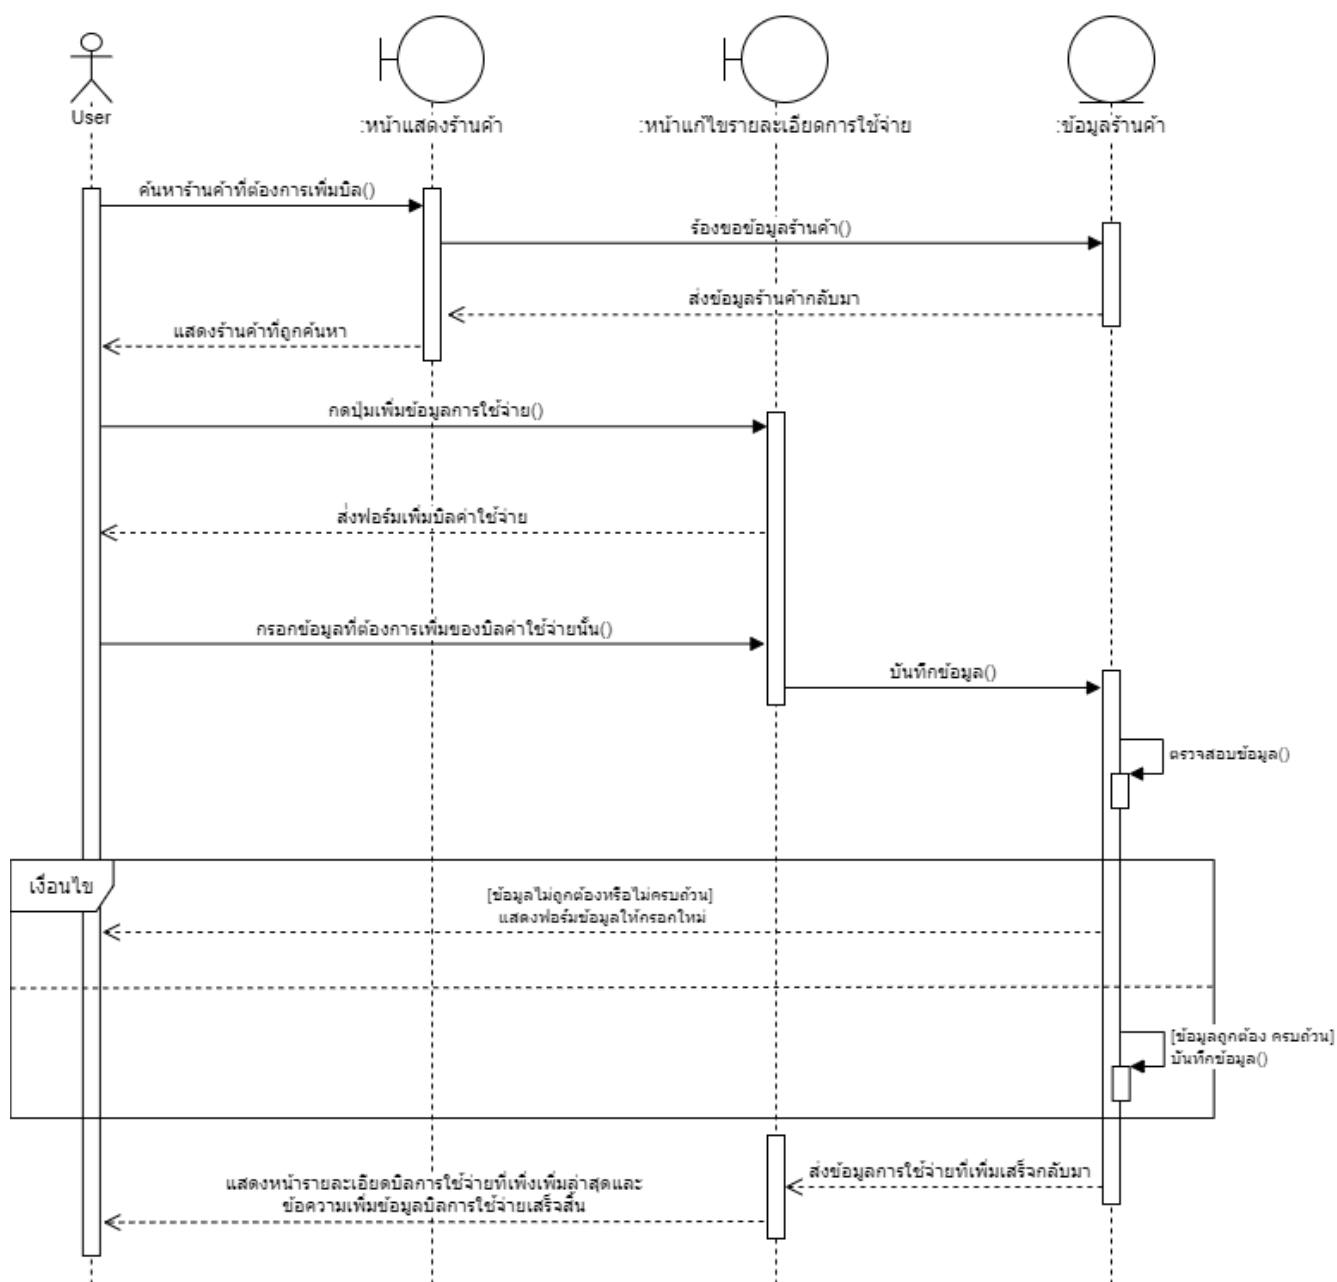 User
:หน้าแสดงร้านค้า
:หน้าแก้ไขรายละเอียดการใช้จ่าย
:ข้อมูลร้านค้า
ค้นหาร้านค้าที่ต้องการเพิ่มบิล()
ร้องขอข้อมูลร้านค้า()
ส่งข้อมูลร้านค้ากลับมา
แสดงร้านค้าที่ถูกค้นหา
กดปุ่มเพิ่มข้อมูลการใช้จ่าย()
ส่งฟอร์มเพิ่มบิลค่าใช้จ่าย
กรอกข้อมูลที่ต้องการเพิ่มของบิลค่าใช้จ่ายนั้น()
บันทึกข้อมูล()
ตรวจสอบข้อมูล()
เงื่อนไข
[ข้อมูลไม่ถูกต้องหรือไม่ครบถ้วน]
แสดงฟอร์มข้อมูลให้กรอกใหม่
[ข้อมูลถูกต้อง ครบถ้วน]
บันทึกข้อมูล()
ส่งข้อมูลการใช้จ่ายที่เพิ่มเสร็จกลับมา
แสดงหน้ารายละเอียดบิลการใช้จ่ายที่เพิ่งเพิ่มล่าสุดและ
ข้อความเพิ่มข้อมูลบิลการใช้จ่ายเสร็จสิ้น